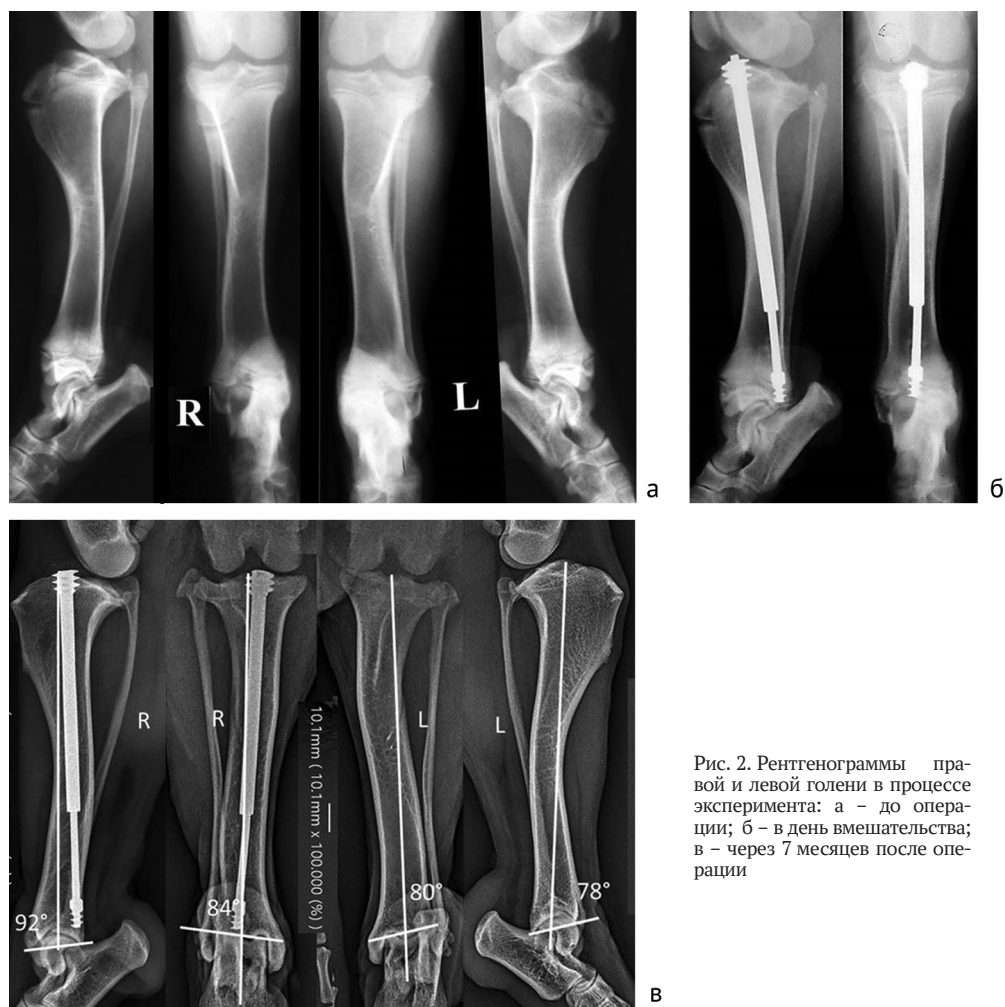 R
L
а
б
R
R
10.1mm ( 10.1mm x 100.000 (%) )
L
L
92°
84°
80°
78°
в
Рис. 2. Рентгенограммы пра-
вой и левой голени в процессе
эксперимента: а – до опера-
ции; б – в день вмешательства;
в – через 7 месяцев после опе-
рации